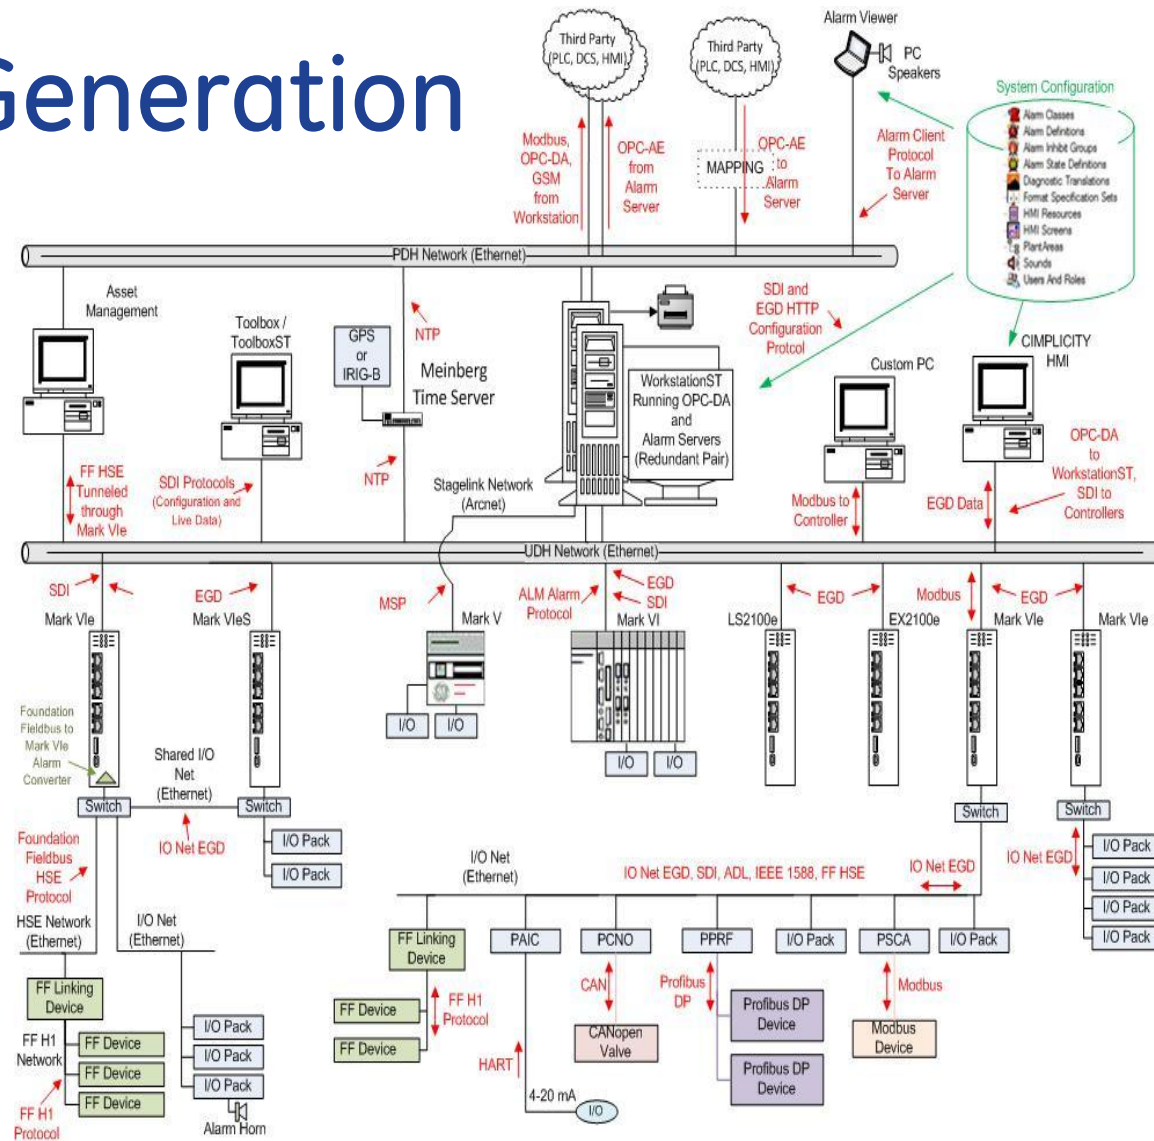 Generation
Third Party
(PLC, DCS, HMI)
Third Party
(PLC, DCS, HMI)
Alarm Viewer
PC
Speakers
System Configuration
Alarm Classes
Alarm Definitions
Alarm Inhibit Groups
Alarm State Definitions
Diagnostic Translations
Format Specification Sets
HMI Resources
HMI Screens
PlantAreas
Sounds
Users And Roles
Modbus,
OPC-DA,
GSM
from
Workstation
OPC-AE
from
Alarm
Server
MAPPING
OPC-AE
to
Alarm
Server
Alarm Client
Protocol
To Alarm
Server
PDH Network (Ethernet)
Asset
Management
Toolbox /
ToolboxST
GPS
or
IRIG-B
NTP
Meinberg
Time Server
NTP
WorkstationST
Running OPC-DA
and
Alarm Servers
(Redundant Pair)
SDI and
EGD HTTP
Configuration
Protcol
Custom PC
CIMPLICITY
HMI
FF HSE
Tunneled
through
Mark VIe
SDI Protocols
(Configuration and
Live Data)
Stagelink Network
(Arcnet)
Modbus to
Controller
EGD Data
OPC-DA
to
WorkstationST,
SDI to
Controllers
UDH Network (Ethernet)
SDI
EGD
MSP
ALM Alarm
Protocol
EGD
SDI
EGD
Modbus
EGD
Mark VIe
Mark VIeS
Mark V
Mark VI
LS2100e
EX2100e
Mark VIe
Mark VIe
I/O
I/O
I/O
I/O
Foundation
Fieldbus to
Mark VIe
Alarm
Converter
Shared I/O
Net
(Ethernet)
Switch
Switch
Switch
Switch
IO Net EGD
I/O Pack
I/O Pack
Foundation
Fieldbus
HSE
Protocol
HSE Network
(Ethernet)
I/O Net
(Ethernet)
FF Linking
Device
FF H1
Network
FF Device
FF Device
FF Device
FF H1
Protocol
I/O Pack
I/O Pack
I/O Pack
Alarm Horn
I/O Net
(Ethernet)
IO Net EGD, SDI, ADL, IEEE 1588, FF HSE
IO Net EGD
IO Net EGD
I/O Pack
I/O Pack
I/O Pack
I/O Pack
FF Linking
Device
PAIC
PCNO
PPRF
I/O Pack
PSCA
I/O Pack
FF Device
FF Device
FF H1
Protocol
HART
4-20 mA
I/O
CAN
CANopen
Valve
Profibus
DP
Profibus DP
Device
Profibus DP
Device
Modbus
Modbus
Device